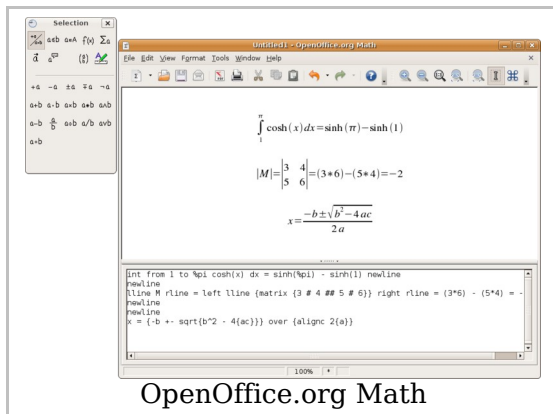 Selection
+a/a+b a≤b a∈A f(x) Σa
a⃗
+a -a ±a ∓a ¬a
a+b a·b a×b a∗b a∧b
a-b a/b a÷b a/b a∨b
a∘b
Untitled1 - OpenOffice.org Math
File Edit View Format Tools Window Help
∫₁^π cosh(x)dx=sinh(π)−sinh(1)
|M|=|3 4
5 6|=(3∗6)−(5∗4)=−2
x=(−b±√(b²−4ac))/(2a)
int from 1 to %pi cosh(x) dx = sinh(%pi) - sinh(1) newline
newline
lline M rline = left lline {matrix {3 # 4 ## 5 # 6}} right rline = (3*6) - (5*4) = -
newline
newline
x = {-b +- sqrt{b^2 - 4{ac}}} over {alignc 2{a}}
100%
OpenOffice.org Math